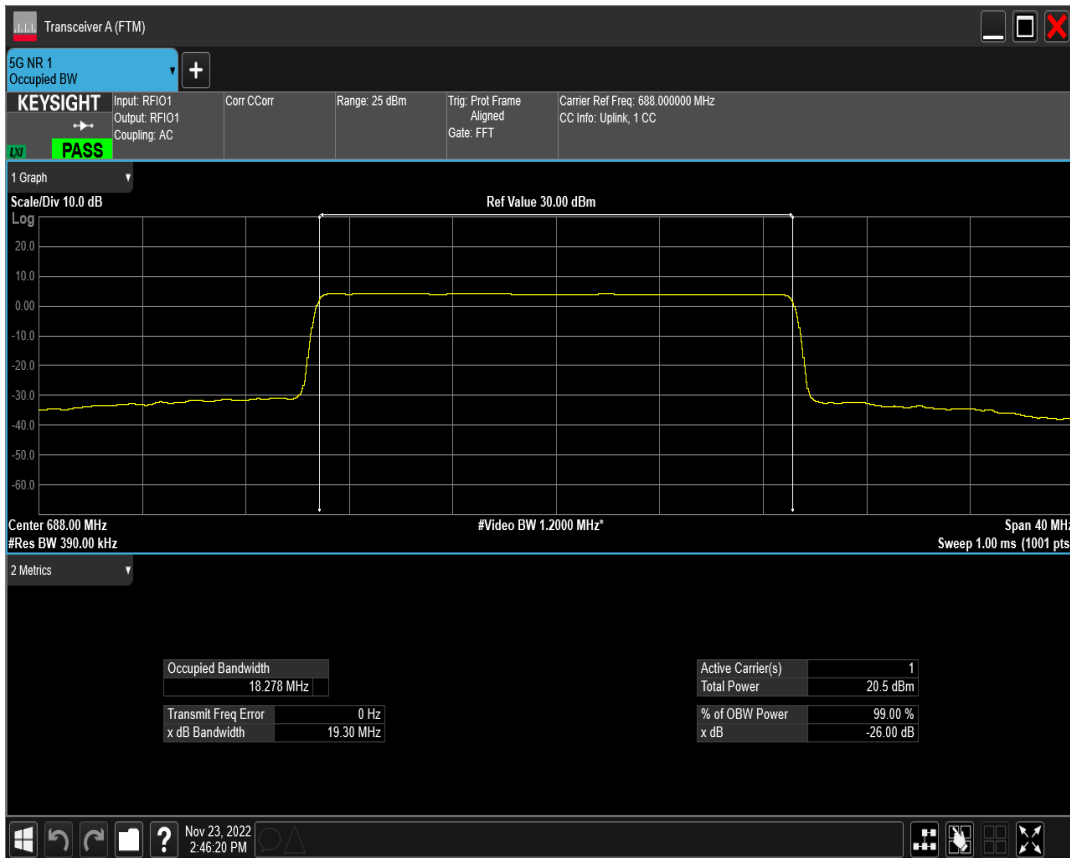 Transceiver A (FTM)
5G NR 1
Occupied BW
+
KEYSIGHT
LXI
PASS
Input: RFIO1
Output: RFIO1
Coupling: AC
Corr CCorr
Range: 25 dBm
Trig: Prot Frame
Aligned
Gate: FFT
Carrier Ref Freq: 688.000000 MHz
CC Info: Uplink, 1 CC
1 Graph
Scale/Div 10.0 dB
Ref Value 30.00 dBm
Log
20.0
10.0
0.00
-10.0
-20.0
-30.0
-40.0
-50.0
-60.0
Center 688.00 MHz
#Video BW 1.2000 MHz*
Span 40 MHz
#Res BW 390.00 kHz
Sweep 1.00 ms (1001 pts
2 Metrics
Occupied Bandwidth
18.278 MHz
Transmit Freq Error 0 Hz
x dB Bandwidth 19.30 MHz
Active Carrier(s) 1
Total Power 20.5 dBm
% of OBW Power 99.00 %
x dB -26.00 dB
?
Nov 23, 2022
2:46:20 PM